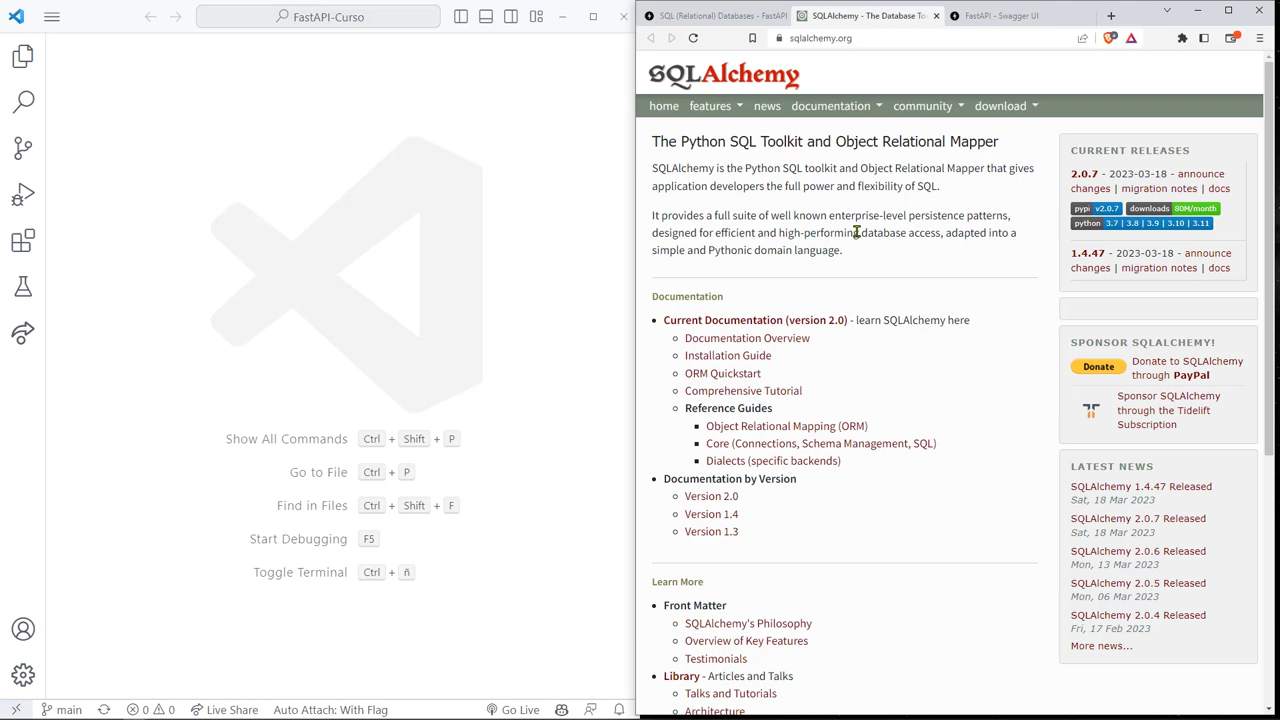 FastAPI-Curso
Show All Commands Ctrl + Shift + P
Go to File Ctrl + P
Find in Files Ctrl + Shift + F
Start Debugging F5
Toggle Terminal Ctrl + ñ
main 0 0 Live Share Auto Attach: With Flag Go Live
SQL (Relational) Databases - FastAPI
SQLAlchemy - The Database To
FastAPI - Swagger UI
sqlalchemy.org
SQLAlchemy
home features news documentation community download
The Python SQL Toolkit and Object Relational Mapper
SQLAlchemy is the Python SQL toolkit and Object Relational Mapper that gives
application developers the full power and flexibility of SQL.
It provides a full suite of well known enterprise-level persistence patterns,
designed for efficient and high-performing database access, adapted into a
simple and Pythonic domain language.
Documentation
Current Documentation (version 2.0) - learn SQLAlchemy here
Documentation Overview
Installation Guide
ORM Quickstart
Comprehensive Tutorial
Reference Guides
Object Relational Mapping (ORM)
Core (Connections, Schema Management, SQL)
Dialects (specific backends)
Documentation by Version
Version 2.0
Version 1.4
Version 1.3
Learn More
Front Matter
SQLAlchemy's Philosophy
Overview of Key Features
Testimonials
Library - Articles and Talks
Talks and Tutorials
Architecture
CURRENT RELEASES
2.0.7 - 2023-03-18 - announce
changes | migration notes | docs
pypi v2.0.7 downloads 80M/month
python 3.7 | 3.8 | 3.9 | 3.10 | 3.11
1.4.47 - 2023-03-18 - announce
changes | migration notes | docs
SPONSOR SQLALCHEMY!
Donate Donate to SQLAlchemy
through PayPal
Sponsor SQLAlchemy
through the Tidelift
Subscription
LATEST NEWS
SQLAlchemy 1.4.47 Released
Sat, 18 Mar 2023
SQLAlchemy 2.0.7 Released
Sat, 18 Mar 2023
SQLAlchemy 2.0.6 Released
Mon, 13 Mar 2023
SQLAlchemy 2.0.5 Released
Mon, 06 Mar 2023
SQLAlchemy 2.0.4 Released
Fri, 17 Feb 2023
More news...